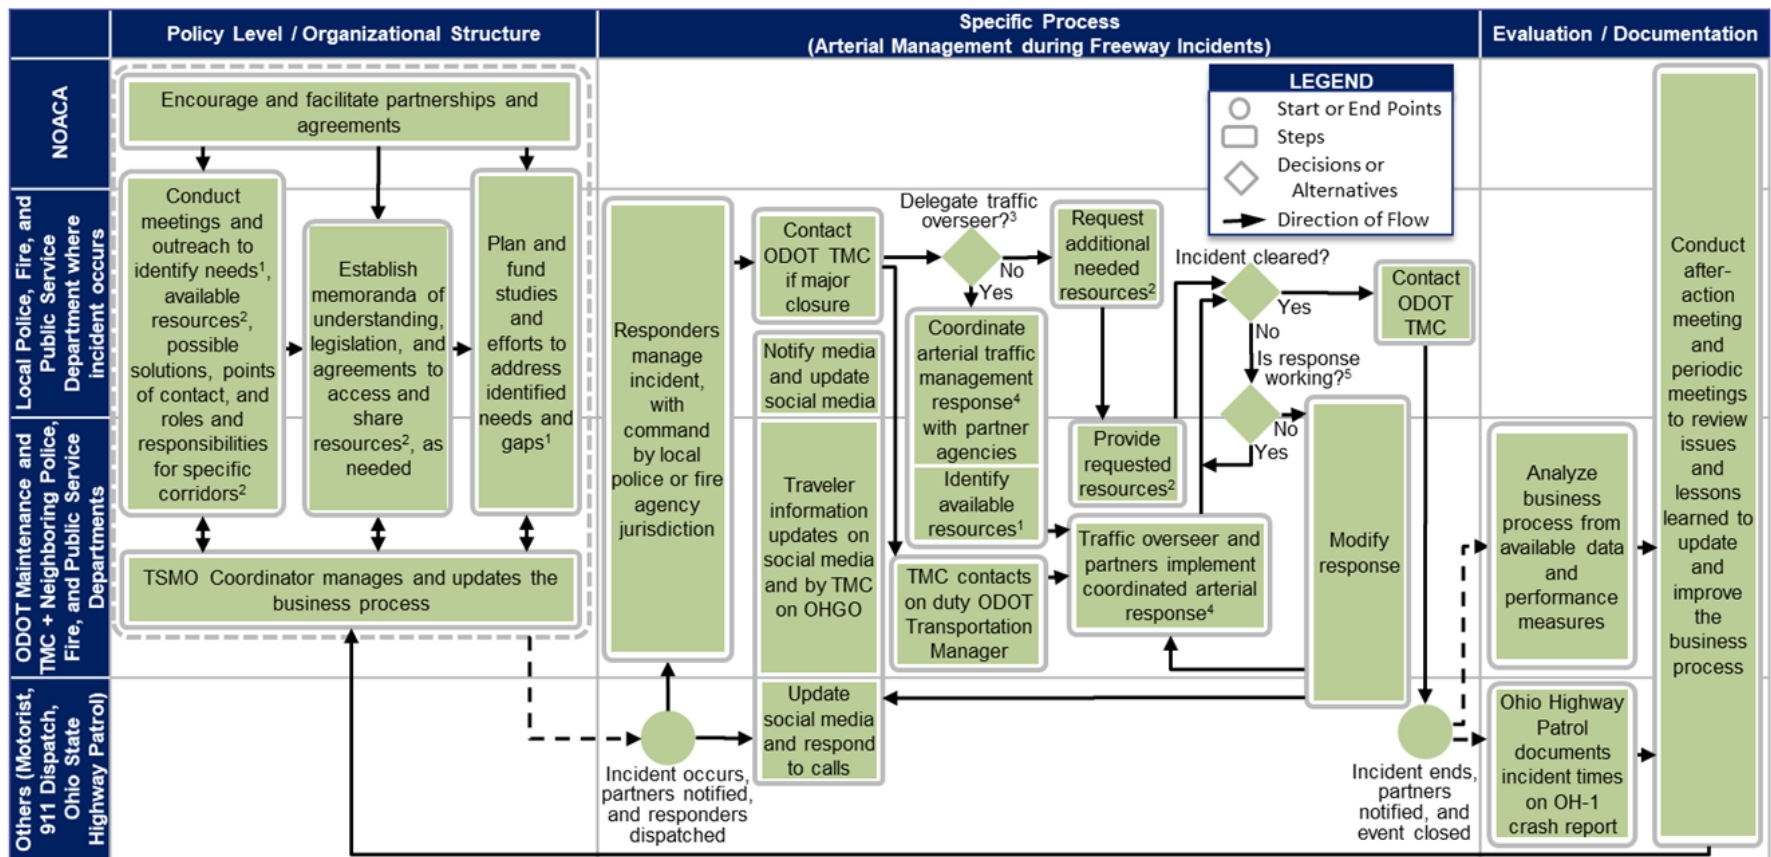 Policy Level / Organizational Structure
Specific Process
(Arterial Management during Freeway Incidents)
Evaluation / Documentation
NOACA
Local Police, Fire, and
Public Service
Department where
incident occurs
ODOT Maintenance and
TMC + Neighboring Police,
Fire, and Public Service
Departments
Others (Motorist,
911 Dispatch,
Ohio State
Highway Patrol)
Encourage and facilitate partnerships and
agreements
Conduct
meetings and
outreach to
identify needs¹,
available
resources²,
possible
solutions, points
of contact, and
roles and
responsibilities
for specific
corridors²
Establish
memoranda of
understanding,
legislation, and
agreements to
access and
share
resources², as
needed
Plan and
fund
studies
and
efforts to
address
identified
needs and
gaps¹
TSMO Coordinator manages and updates the
business process
Incident occurs,
partners notified,
and responders
dispatched
Responders
manage
incident,
with
command
by local
police or fire
agency
jurisdiction
Contact
ODOT TMC
if major
closure
Notify media
and update
social media
Traveler
information
updates on
social media
and by TMC
on OHGO
Update
social media
and respond
to calls
Delegate traffic
overseer?³
No
Yes
Request
additional
needed
resources²
Coordinate
arterial traffic
management
response⁴
with partner
agencies
Identify
available
resources¹
TMC contacts
on duty ODOT
Transportation
Manager
Provide
requested
resources²
Traffic overseer and
partners implement
coordinated arterial
response⁴
LEGEND
Start or End Points
Steps
Decisions or
Alternatives
Direction of Flow
Incident cleared?
Yes
No
Is response
working?⁵
No
Yes
Contact
ODOT
TMC
Modify
response
Incident ends,
partners
notified, and
event closed
Analyze
business
process from
available data
and
performance
measures
Ohio Highway
Patrol
documents
incident times
on OH-1
crash report
Conduct
after-
action
meeting
and
periodic
meetings
to review
issues
and
lessons
learned to
update
and
improve
the
business
process